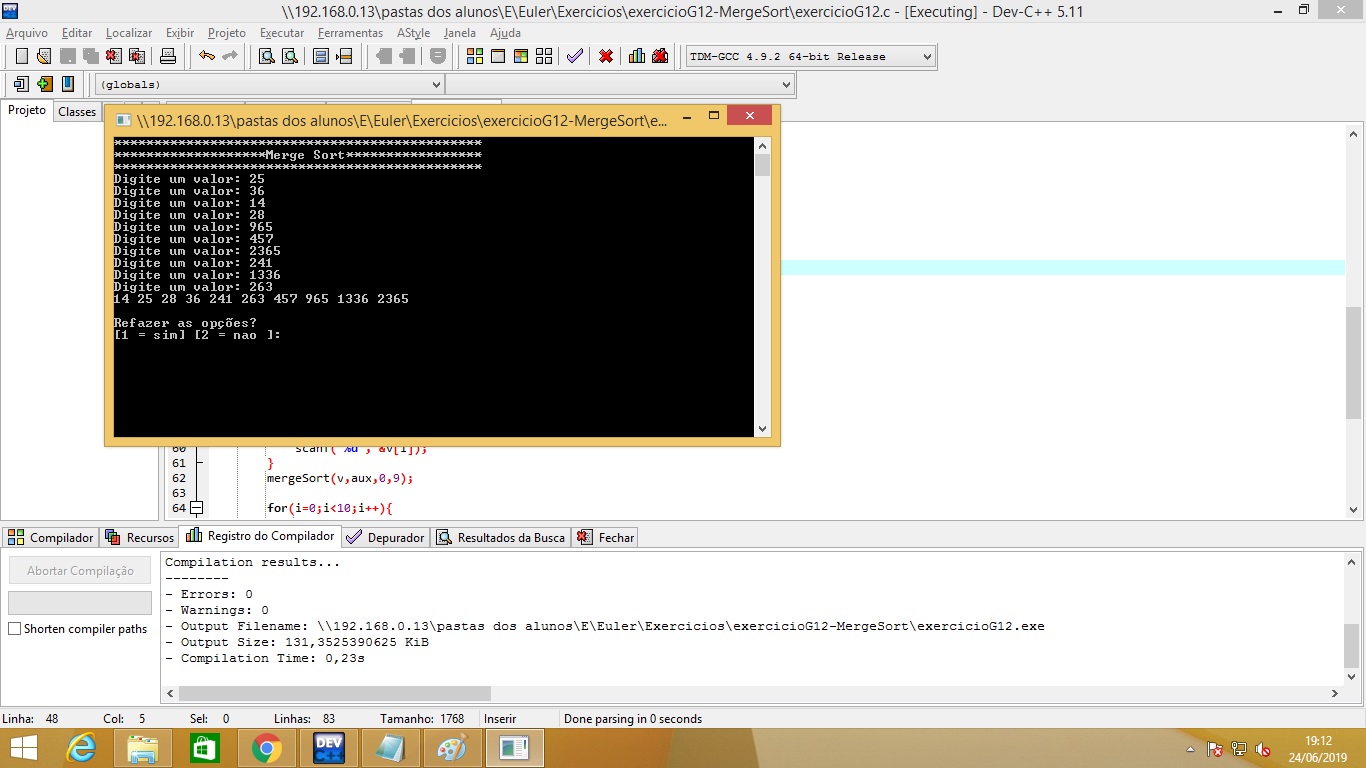 \\192.168.0.13\pastas dos alunos\E\Euler\Exercicios\exercicioG12-MergeSort\exercicioG12.c - [Executing] - Dev-C++ 5.11
Arquivo Editar Localizar Exibir Projeto Executar Ferramentas AStyle Janela Ajuda
TDM-GCC 4.9.2 64-bit Release
(globals)
Projeto Classes
\\192.168.0.13\pastas dos alunos\E\Euler\Exercicios\exercicioG12-MergeSort\e...
**********************************************
*******************Merge Sort*****************
**********************************************
Digite um valor: 25
Digite um valor: 36
Digite um valor: 14
Digite um valor: 28
Digite um valor: 965
Digite um valor: 457
Digite um valor: 2365
Digite um valor: 241
Digite um valor: 1336
Digite um valor: 263
14 25 28 36 241 263 457 965 1336 2365
Refazer as opções?
[1 = sim] [2 = nao ]:
60 scanf("%d", &v[i]);
61 }
62 mergeSort(v,aux,0,9);
63
64 for(i=0;i<10;i++){
Compilador Recursos Registro do Compilador Depurador Resultados da Busca Fechar
Abortar Compilação
Shorten compiler paths
Compilation results...
--------
- Errors: 0
- Warnings: 0
- Output Filename: \\192.168.0.13\pastas dos alunos\E\Euler\Exercicios\exercicioG12-MergeSort\exercicioG12.exe
- Output Size: 131,3525390625 KiB
- Compilation Time: 0,23s
Linha: 48 Col: 5 Sel: 0 Linhas: 83 Tamanho: 1768 Inserir Done parsing in 0 seconds
DEV C++
19:12
24/06/2019